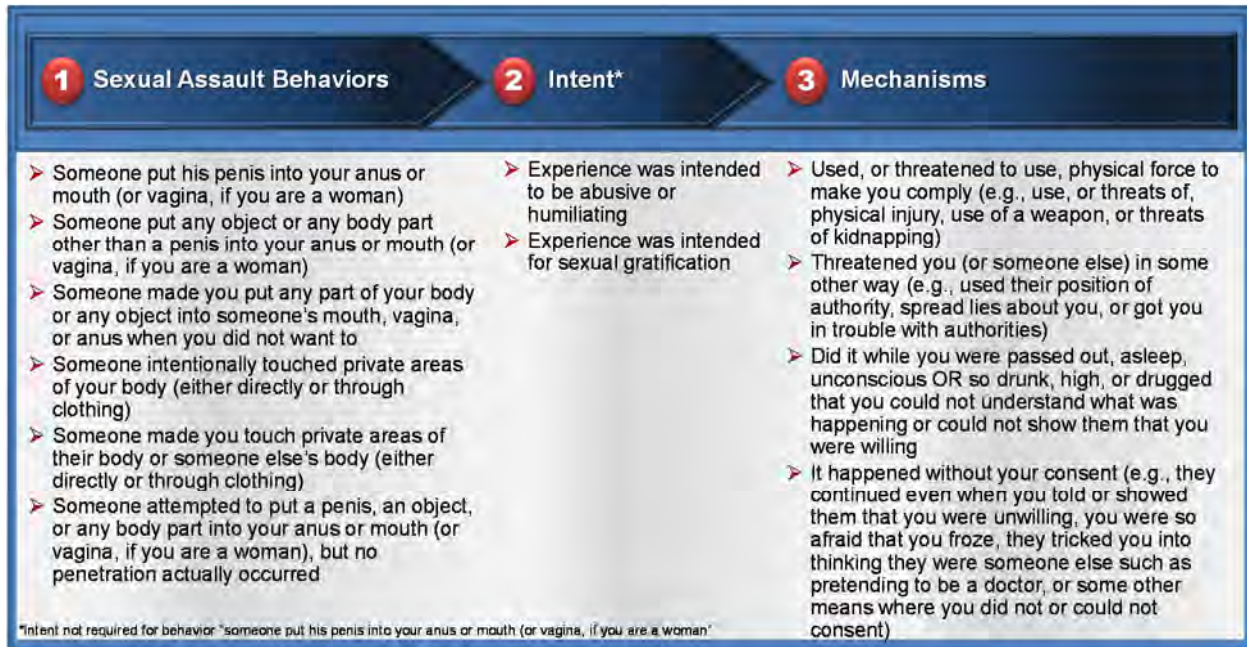 1 Sexual Assault Behaviors
2 Intent*
3 Mechanisms
Someone put his penis into your anus or
mouth (or vagina, if you are a woman)
Someone put any object or any body part
other than a penis into your anus or mouth (or
vagina, if you are a woman)
Someone made you put any part of your body
or any object into someone's mouth, vagina,
or anus when you did not want to
Someone intentionally touched private areas
of your body (either directly or through
clothing)
Someone made you touch private areas of
their body or someone else's body (either
directly or through clothing)
Someone attempted to put a penis, an object,
or any body part into your anus or mouth (or
vagina, if you are a woman), but no
penetration actually occurred
Experience was intended
to be abusive or
humiliating
Experience was intended
for sexual gratification
Used, or threatened to use, physical force to
make you comply (e.g., use, or threats of,
physical injury, use of a weapon, or threats
of kidnapping)
Threatened you (or someone else) in some
other way (e.g., used their position of
authority, spread lies about you, or got you
in trouble with authorities)
Did it while you were passed out, asleep,
unconscious OR so drunk, high, or drugged
that you could not understand what was
happening or could not show them that you
were willing
It happened without your consent (e.g., they
continued even when you told or showed
them that you were unwilling, you were so
afraid that you froze, they tricked you into
thinking they were someone else such as
pretending to be a doctor, or some other
means where you did not or could not
consent)
*Intent not required for behavior "someone put his penis into your anus or mouth (or vagina, if you are a woman"